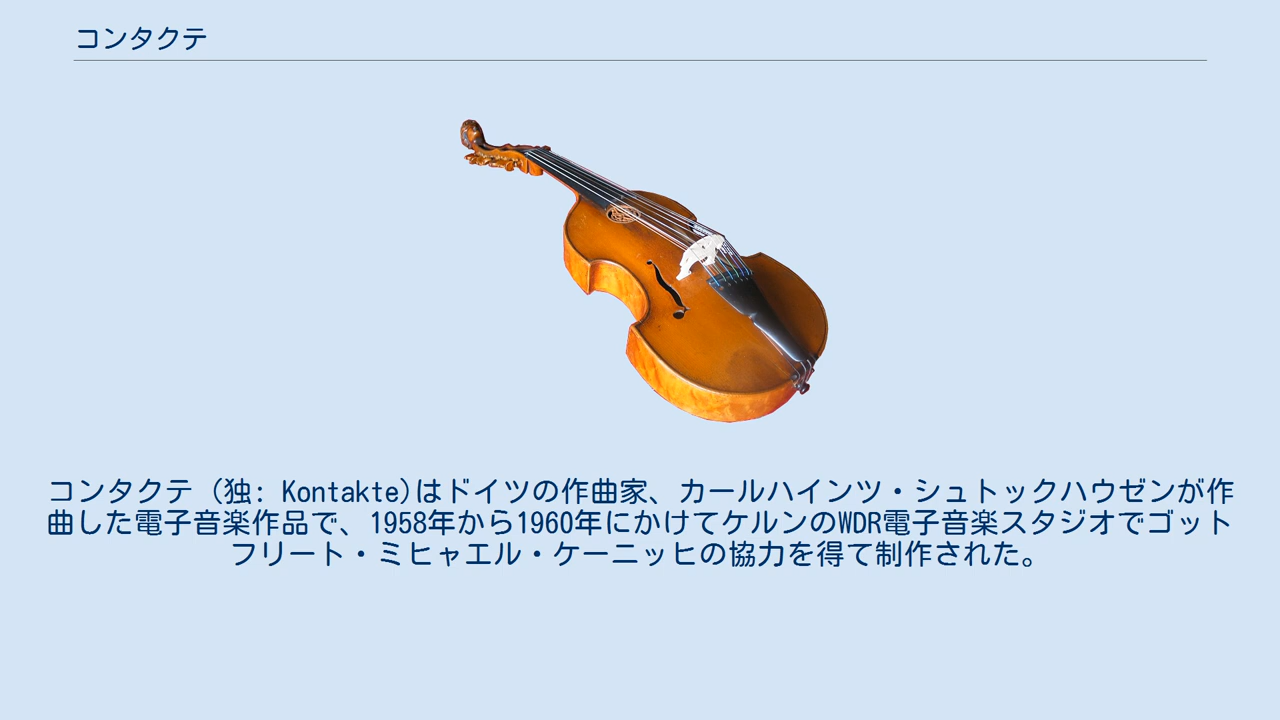 コンタクテ
コンタクテ (独: Kontakte)はドイツの作曲家、カールハインツ・シュトックハウゼンが作
曲した電子音楽作品で、1958年から1960年にかけてケルンのWDR電子音楽スタジオでゴット
フリート・ミヒャエル・ケーニッヒの協力を得て制作された。